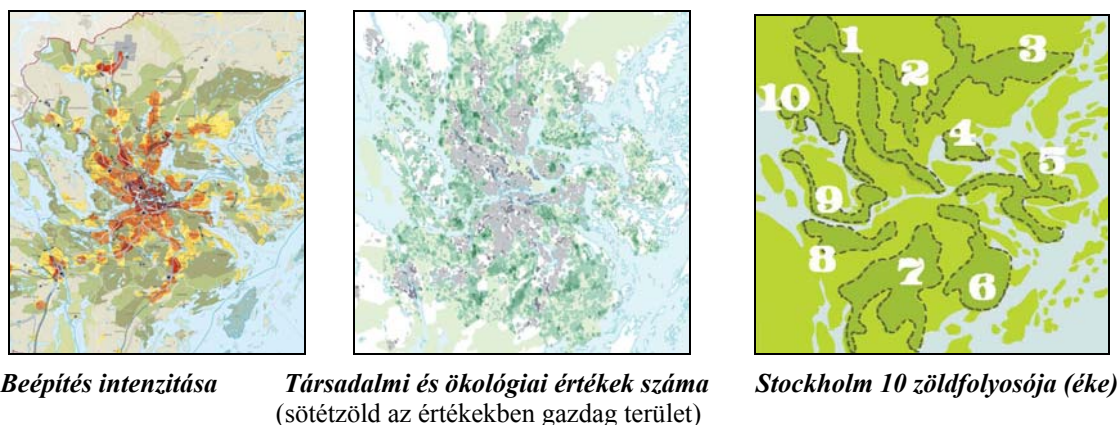 1
2
3
10
4
5
9
8
7
6
Beépítés intenzitása
Társadalmi és ökológiai értékek száma
(sötétzöld az értékekben gazdag terület)
Stockholm 10 zöldfolyosója (éke)